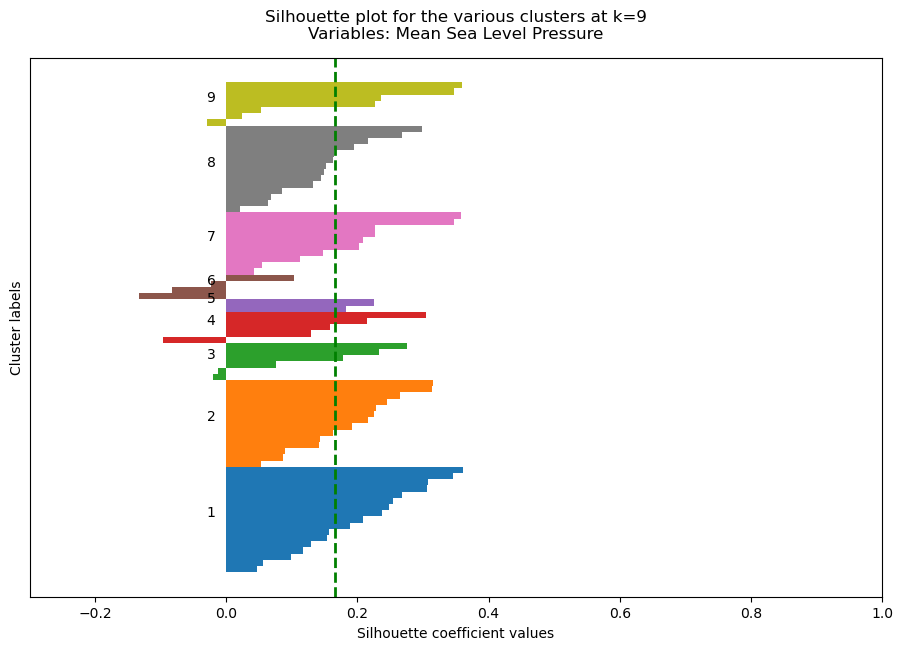 Silhouette plot for the various clusters at k=9
Variables: Mean Sea Level Pressure
9
8
7
6
5
4
3
2
1
Cluster labels
−0.2 0.0 0.2 0.4 0.6 0.8 1.0
Silhouette coefficient values